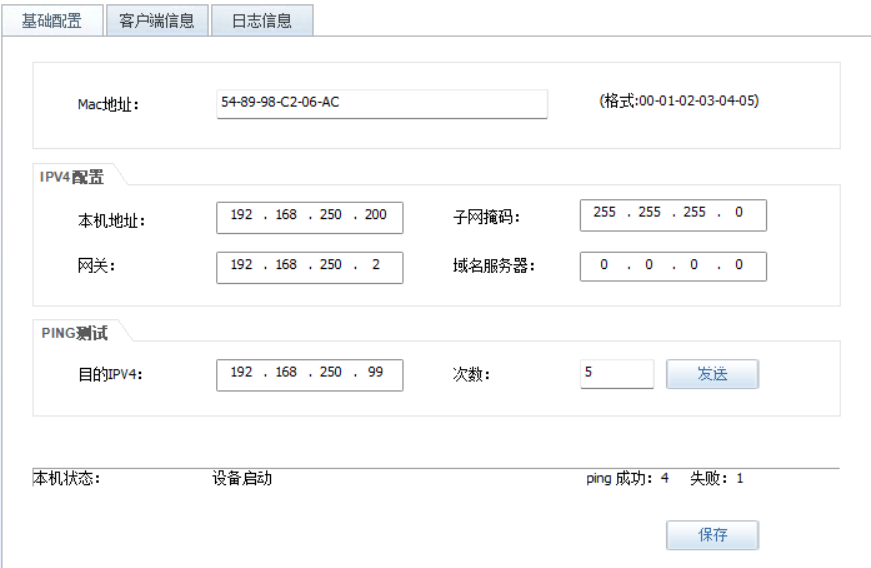 基础配置 客户端信息 日志信息
Mac地址： 54-89-98-C2-06-AC (格式:00-01-02-03-04-05)
IPV4配置
本机地址： 192 . 168 . 250 . 200 子网掩码： 255 . 255 . 255 . 0
网关： 192 . 168 . 250 . 2 域名服务器： 0 . 0 . 0 . 0
PING测试
目的IPV4： 192 . 168 . 250 . 99 次数： 5 发送
本机状态： 设备启动 ping 成功：4 失败：1
保存